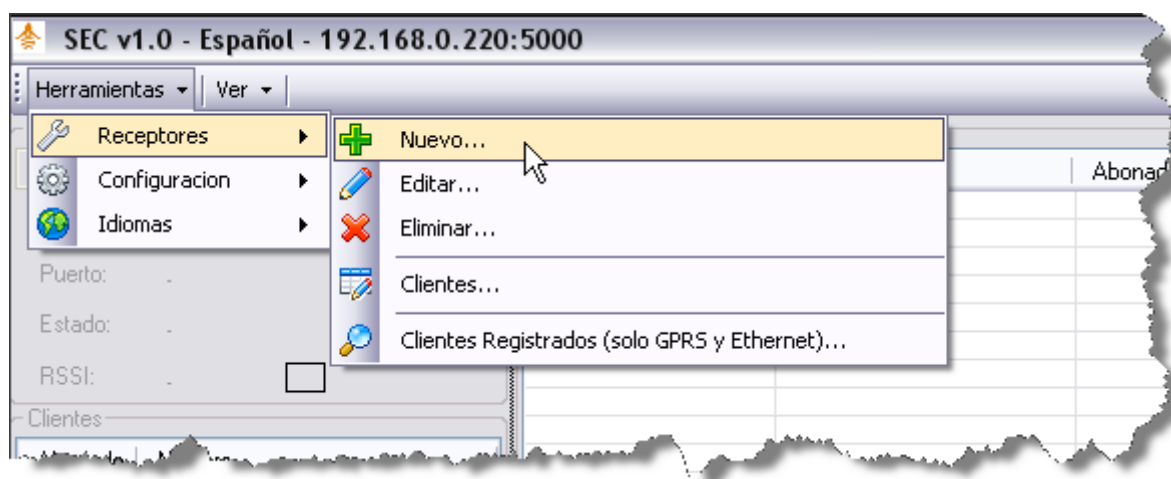 SEC v1.0 - Español - 192.168.0.220:5000
Herramientas Ver
Receptores
Configuracion
Idiomas
Nuevo...
Editar...
Eliminar...
Clientes...
Clientes Registrados (solo GPRS y Ethernet)...
Abonad
Puerto: .
Estado: .
RSSI: .
Clientes